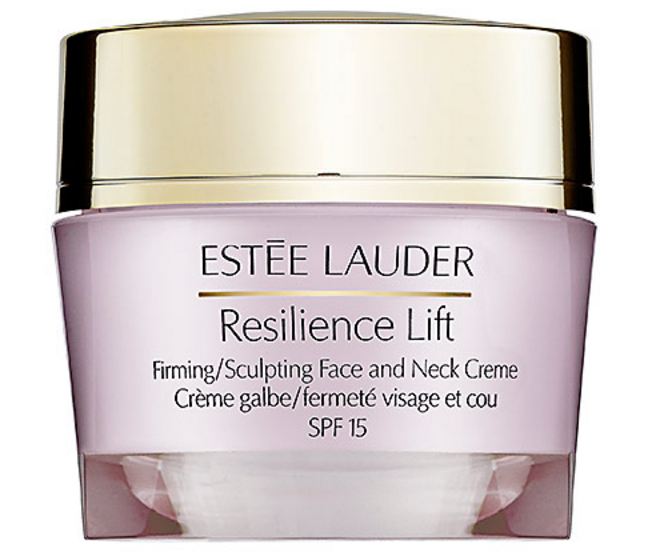 ESTĒE LAUDER
Resilience Lift
Firming/Sculpting Face and Neck Creme
Crème galbe/fermeté visage et cou
SPF 15